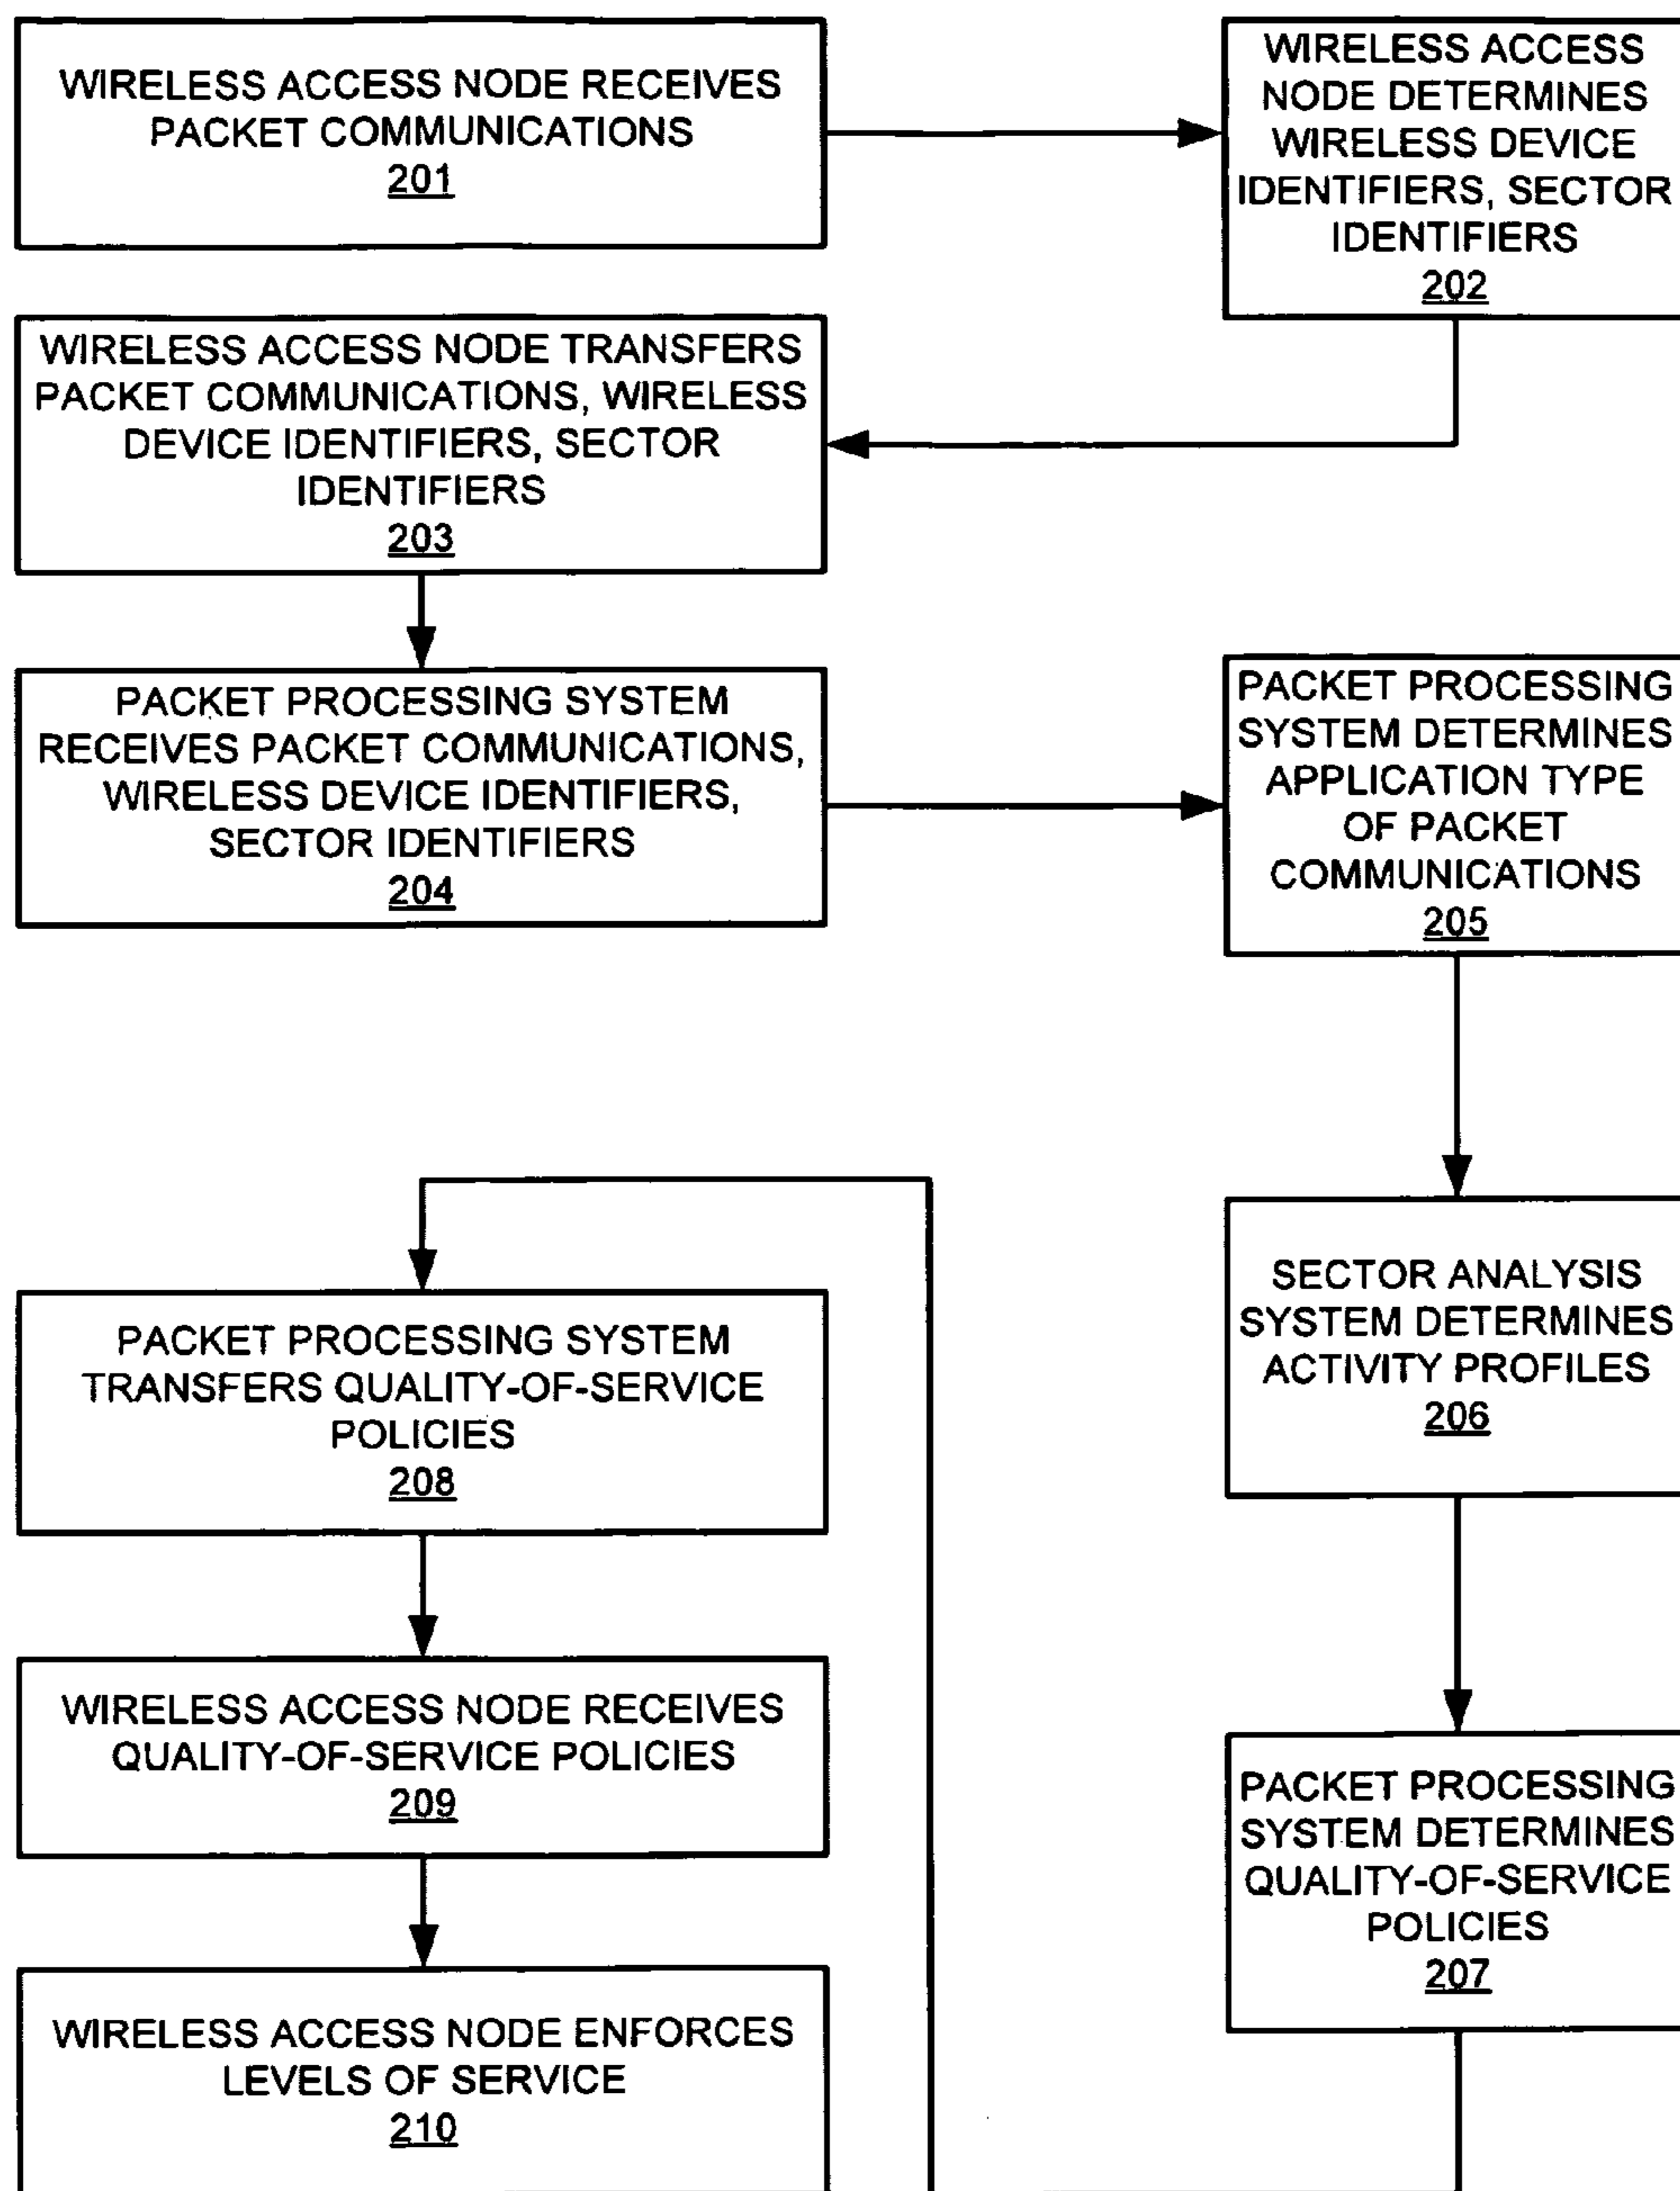 WIRELESS ACCESS NODE RECEIVES
PACKET COMMUNICATIONS
201
WIRELESS ACCESS
NODE DETERMINES
WIRELESS DEVICE
IDENTIFIERS, SECTOR
IDENTIFIERS
202
WIRELESS ACCESS NODE TRANSFERS
PACKET COMMUNICATIONS, WIRELESS
DEVICE IDENTIFIERS, SECTOR
IDENTIFIERS
203
PACKET PROCESSING SYSTEM
RECEIVES PACKET COMMUNICATIONS,
WIRELESS DEVICE IDENTIFIERS,
SECTOR IDENTIFIERS
204
PACKET PROCESSING
SYSTEM DETERMINES
APPLICATION TYPE
OF PACKET
COMMUNICATIONS
205
SECTOR ANALYSIS
SYSTEM DETERMINES
ACTIVITY PROFILES
206
PACKET PROCESSING
SYSTEM DETERMINES
QUALITY-OF-SERVICE
POLICIES
207
PACKET PROCESSING SYSTEM
TRANSFERS QUALITY-OF-SERVICE
POLICIES
208
WIRELESS ACCESS NODE RECEIVES
QUALITY-OF-SERVICE POLICIES
209
WIRELESS ACCESS NODE ENFORCES
LEVELS OF SERVICE
210